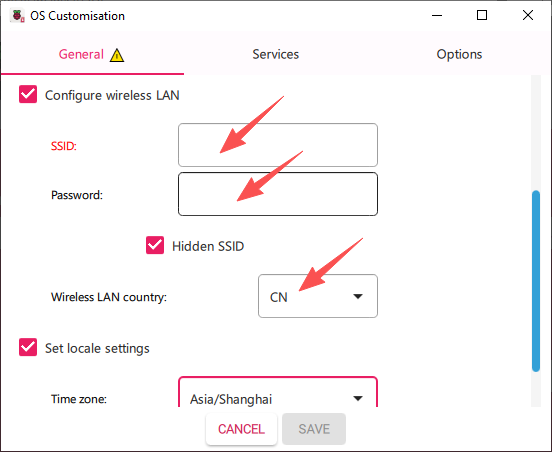 OS Customisation
General Services Options
Configure wireless LAN
SSID:
Password:
Hidden SSID
Wireless LAN country: CN
Set locale settings
Time zone: Asia/Shanghai
CANCEL SAVE